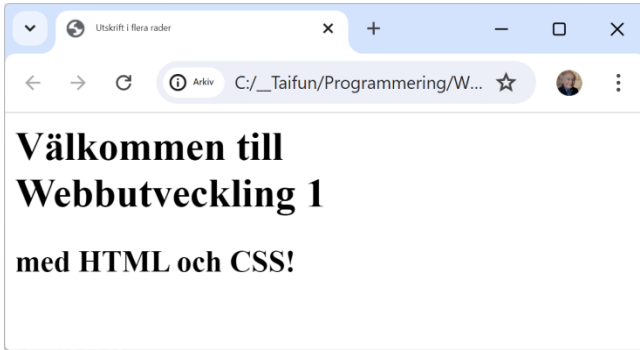 Utskrift i flera rader
Arkiv C:/__Taifun/Programmering/W...
Välkommen till
Webbutveckling 1
med HTML och CSS!